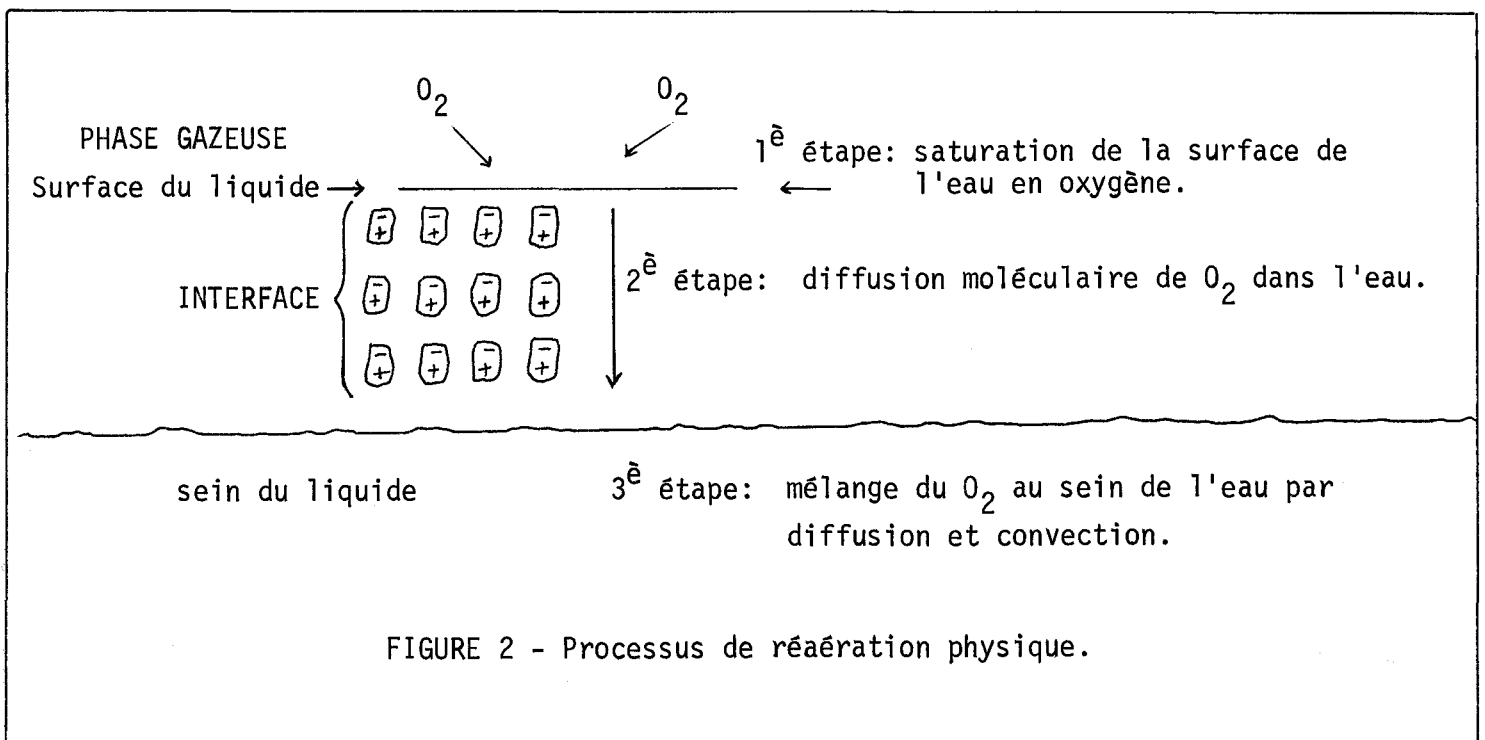 O2 O2
PHASE GAZEUSE
1è étape: saturation de la surface de
Surface du liquide → ← l'eau en oxygène.
- - - -
+ + + +
INTERFACE
2è étape: diffusion moléculaire de O2 dans l'eau.
- - - -
+ + + +
- - - -
+ + + +
sein du liquide
3è étape: mélange du O2 au sein de l'eau par
diffusion et convection.
FIGURE 2 - Processus de réaération physique.